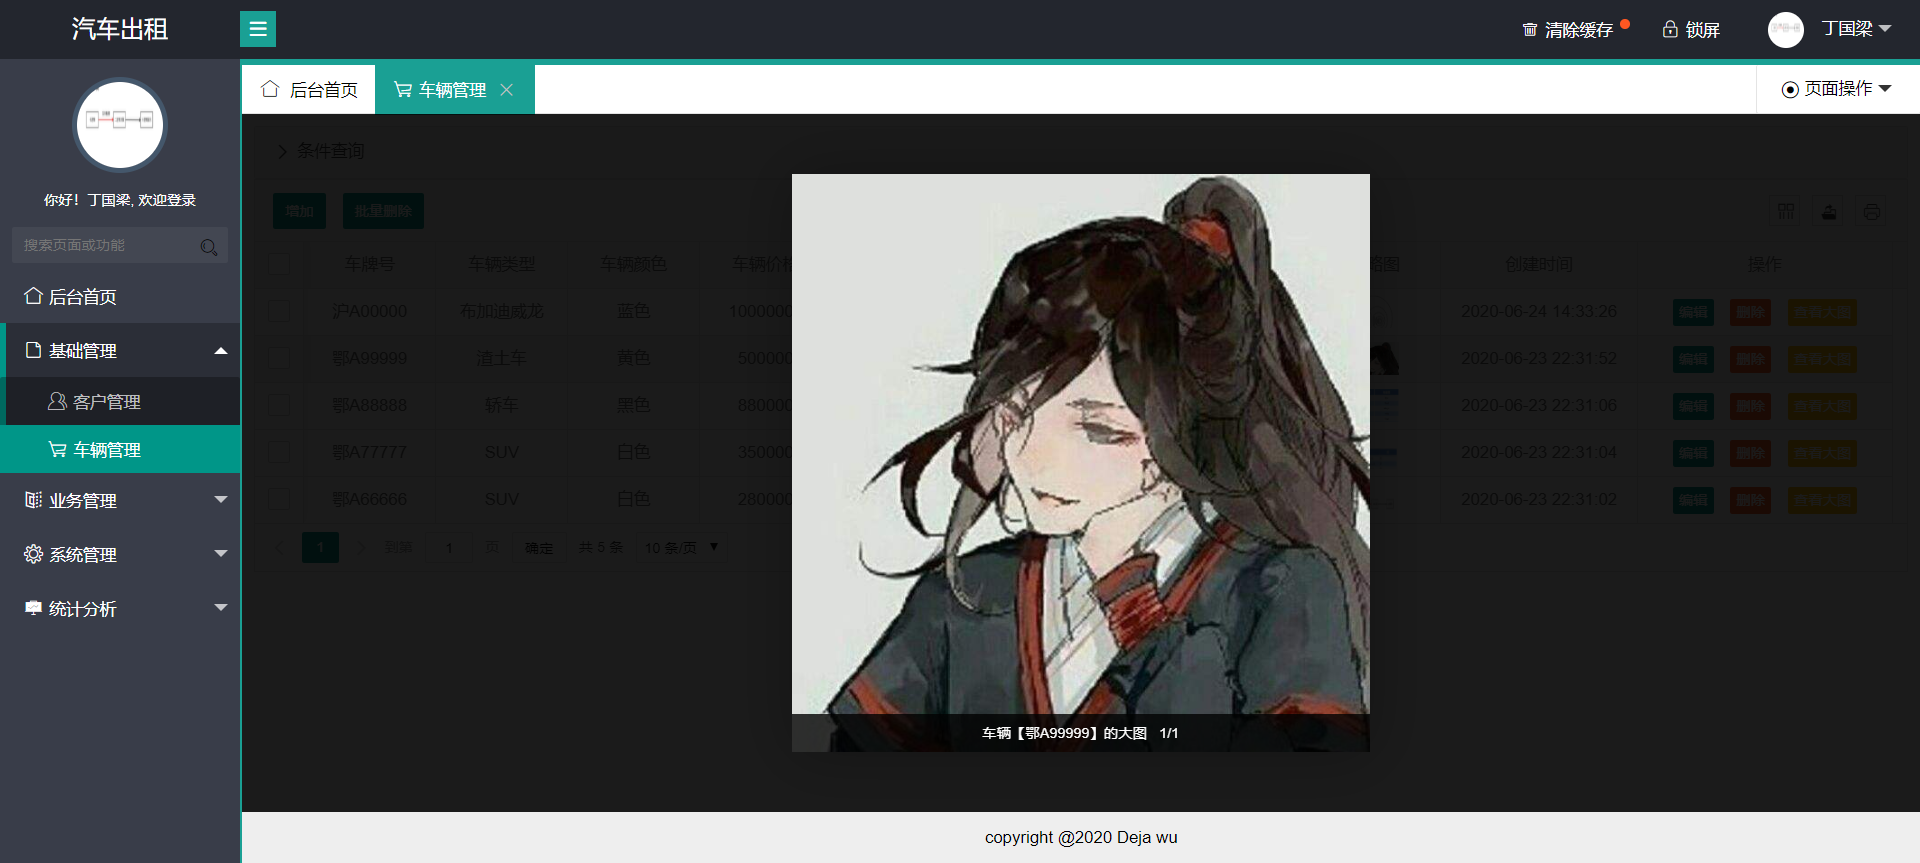 汽车出租
清除缓存
锁屏
丁国梁
后台首页
车辆管理
页面操作
你好！丁国梁, 欢迎登录
搜索页面或功能
后台首页
基础管理
客户管理
车辆管理
业务管理
系统管理
统计分析
条件查询
增加 批量删除
车牌号 车辆类型 车辆颜色 车辆价格 略图 创建时间 操作
沪A00000 布加迪威龙 蓝色 1000000 2020-06-24 14:33:26 编辑 删除 查看大图
鄂A99999 渣土车 黄色 500000 2020-06-23 22:31:52 编辑 删除 查看大图
鄂A88888 轿车 黑色 880000 2020-06-23 22:31:06 编辑 删除 查看大图
鄂A77777 SUV 白色 350000 2020-06-23 22:31:04 编辑 删除 查看大图
鄂A66666 SUV 白色 280000 2020-06-23 22:31:02 编辑 删除 查看大图
1 到第 1 页 确定 共 5 条 10 条/页
车辆【鄂A99999】的大图 1/1
copyright @2020 Deja wu